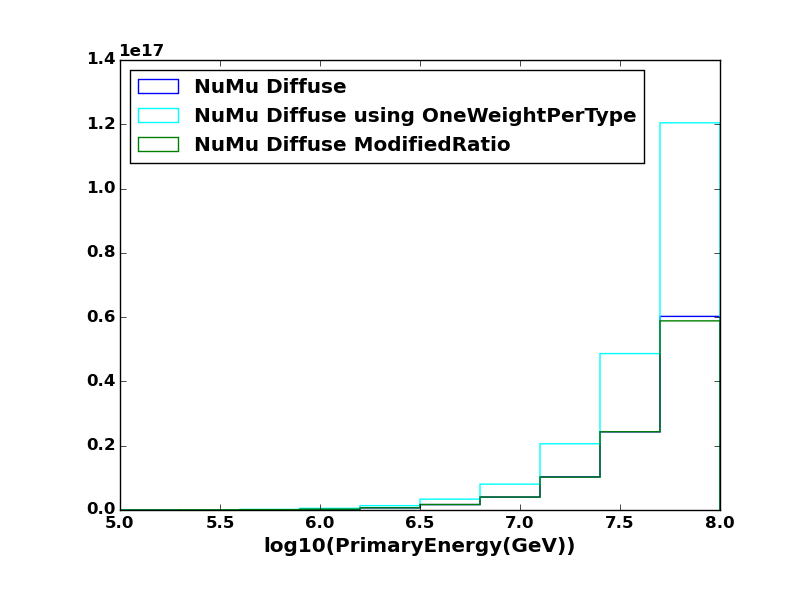 1e17
1.4
1.2
1.0
0.8
0.6
0.4
0.2
0.0
NuMu Diffuse
NuMu Diffuse using OneWeightPerType
NuMu Diffuse ModifiedRatio
5.0 5.5 6.0 6.5 7.0 7.5 8.0
log10(PrimaryEnergy(GeV))